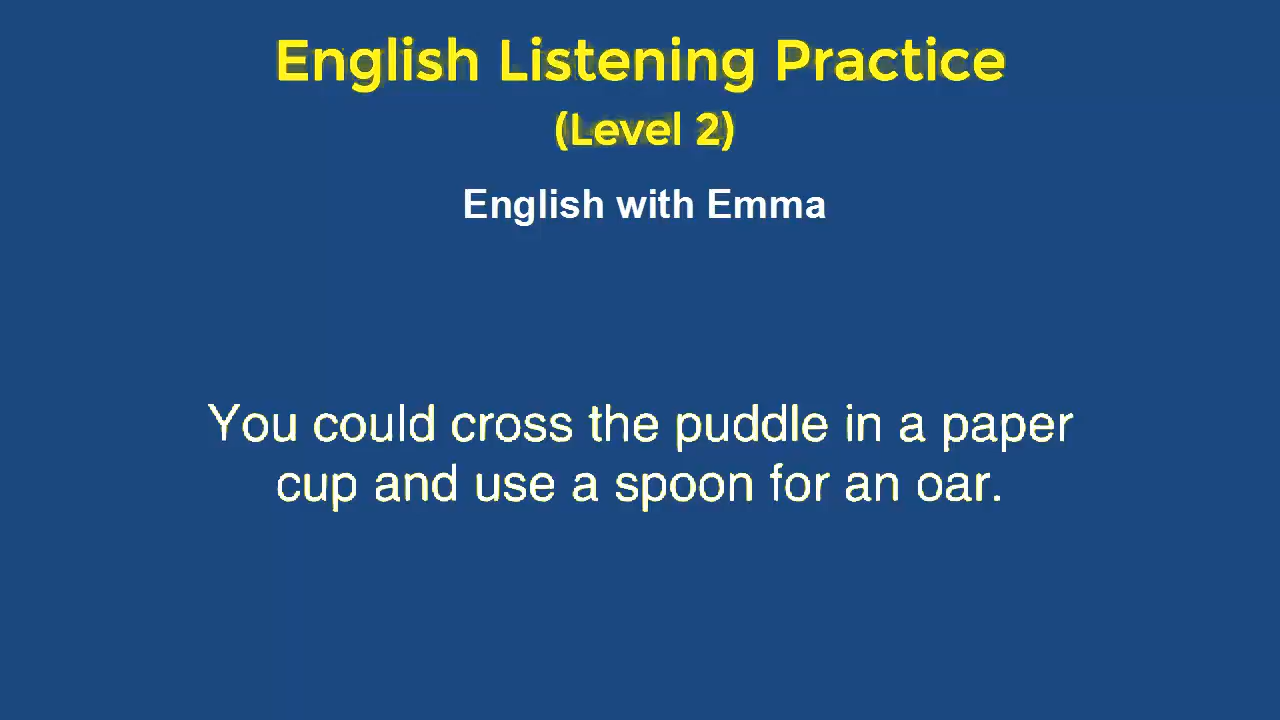 English Listening Practice
(Level 2)
English with Emma
You could cross the puddle in a paper
cup and use a spoon for an oar.